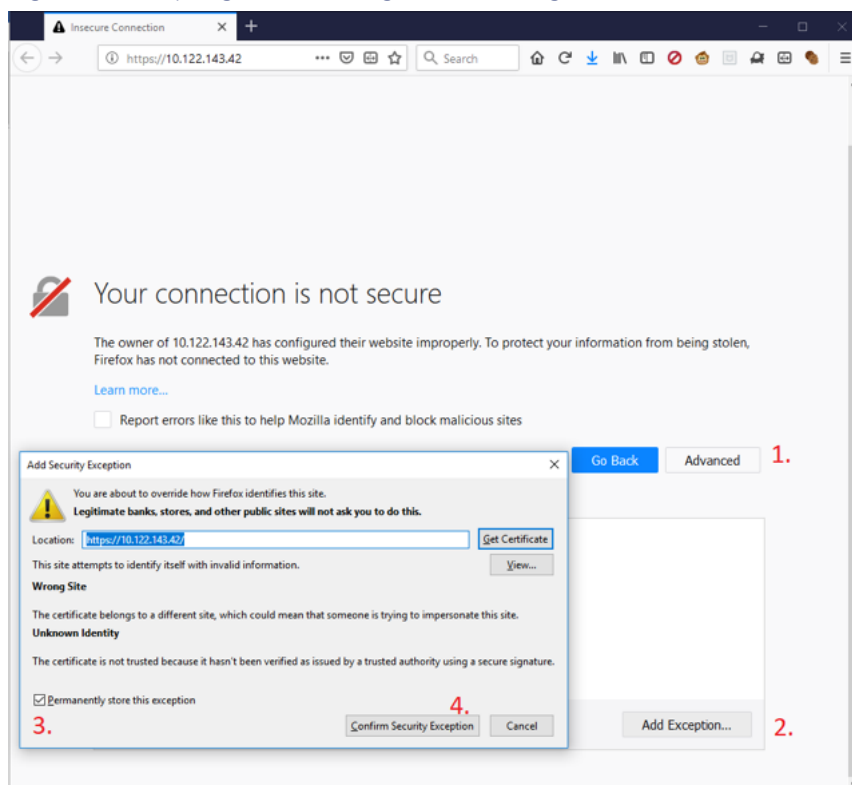 Insecure Connection
https://10.122.143.42
Search
Your connection is not secure
The owner of 10.122.143.42 has configured their website improperly. To protect your information from being stolen,
Firefox has not connected to this website.
Learn more...
Report errors like this to help Mozilla identify and block malicious sites
Go Back
Advanced
1.
Add Security Exception
You are about to override how Firefox identifies this site.
Legitimate banks, stores, and other public sites will not ask you to do this.
Location:
https://10.122.143.42/
Get Certificate
This site attempts to identify itself with invalid information.
View...
Wrong Site
The certificate belongs to a different site, which could mean that someone is trying to impersonate this site.
Unknown Identity
The certificate is not trusted because it hasn't been verified as issued by a trusted authority using a secure signature.
Permanently store this exception
3.
4.
Confirm Security Exception
Cancel
Add Exception...
2.